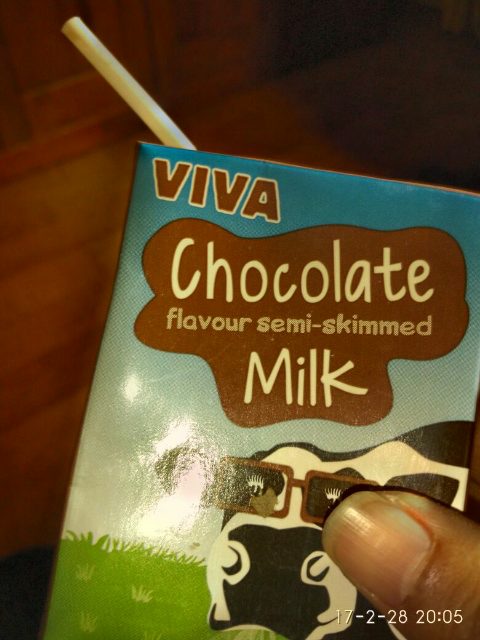 VIVA
Chocolate
flavour semi-skimmed
Milk
17-2-28 20:05